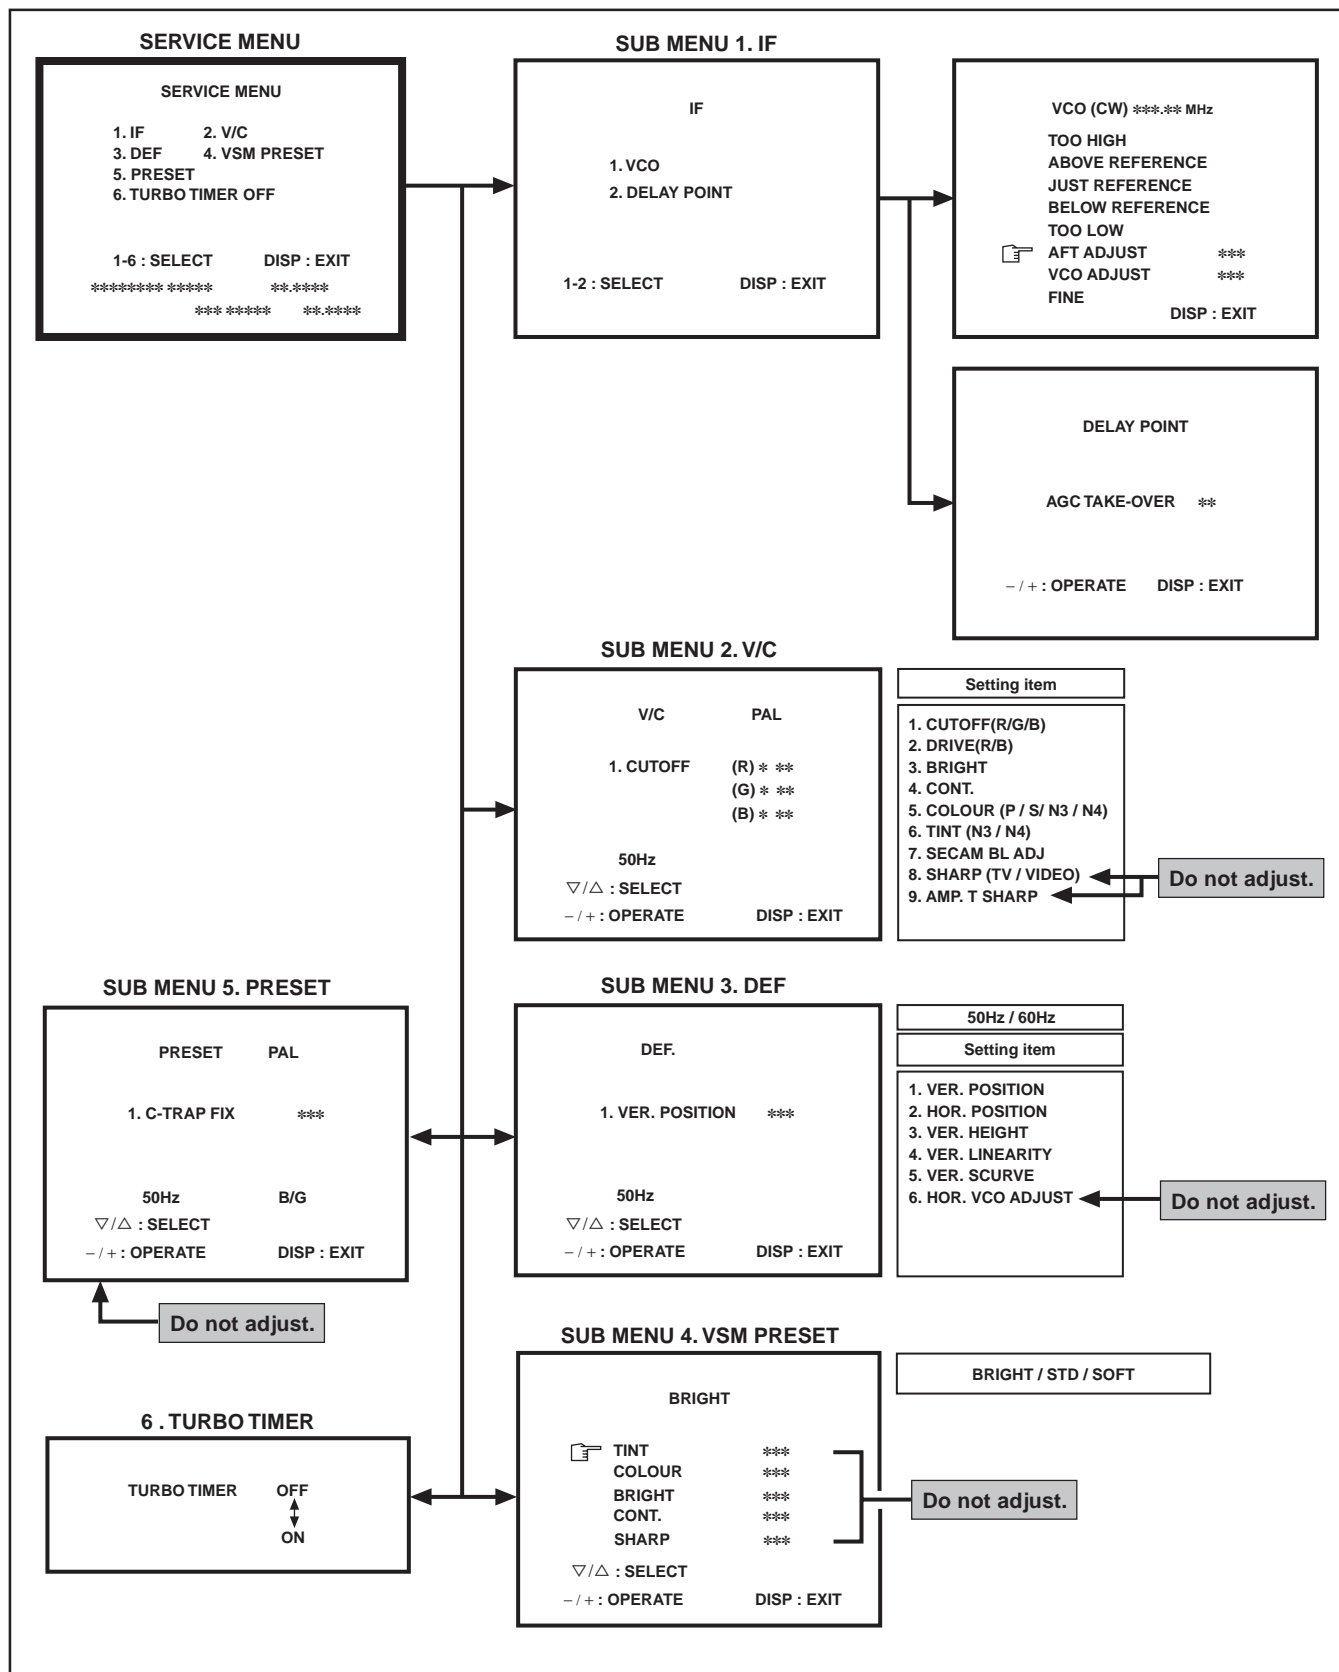 SERVICE MENU
SERVICE MENU
1. IF 2. V/C
3. DEF 4. VSM PRESET
5. PRESET
6. TURBO TIMER OFF
1-6 : SELECT DISP : EXIT
******** ***** **.****
*** ***** **.****
SUB MENU 1. IF
IF
1. VCO
2. DELAY POINT
1-2 : SELECT DISP : EXIT
VCO (CW) ***.** MHz
TOO HIGH
ABOVE REFERENCE
JUST REFERENCE
BELOW REFERENCE
TOO LOW
☞ AFT ADJUST ***
VCO ADJUST ***
FINE
DISP : EXIT
DELAY POINT
AGC TAKE-OVER **
– / + : OPERATE DISP : EXIT
SUB MENU 2. V/C
V/C PAL
1. CUTOFF (R) * **
(G) * **
(B) * **
50Hz
▽/△ : SELECT
– / + : OPERATE DISP : EXIT
Setting item
1. CUTOFF(R/G/B)
2. DRIVE(R/B)
3. BRIGHT
4. CONT.
5. COLOUR (P / S/ N3 / N4)
6. TINT (N3 / N4)
7. SECAM BL ADJ
8. SHARP (TV / VIDEO)
9. AMP. T SHARP
Do not adjust.
SUB MENU 5. PRESET
PRESET PAL
1. C-TRAP FIX ***
50Hz B/G
▽/△ : SELECT
– / + : OPERATE DISP : EXIT
Do not adjust.
SUB MENU 3. DEF
DEF.
1. VER. POSITION ***
50Hz
▽/△ : SELECT
– / + : OPERATE DISP : EXIT
50Hz / 60Hz
Setting item
1. VER. POSITION
2. HOR. POSITION
3. VER. HEIGHT
4. VER. LINEARITY
5. VER. SCURVE
6. HOR. VCO ADJUST
Do not adjust.
6 . TURBO TIMER
TURBO TIMER OFF
ON
SUB MENU 4. VSM PRESET
BRIGHT
☞ TINT ***
COLOUR ***
BRIGHT ***
CONT. ***
SHARP ***
▽/△ : SELECT
– / + : OPERATE DISP : EXIT
BRIGHT / STD / SOFT
Do not adjust.